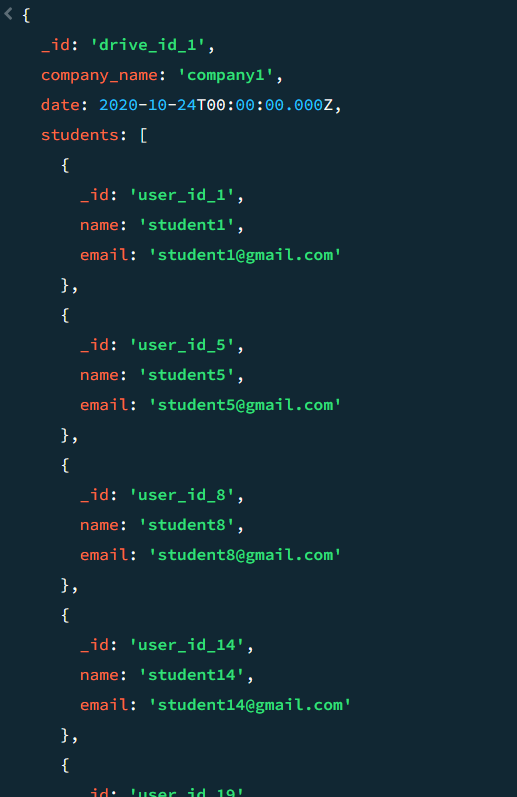 {
_id: 'drive_id_1',
company_name: 'company1',
date: 2020-10-24T00:00:00.000Z,
students: [
{
_id: 'user_id_1',
name: 'student1',
email: 'student1@gmail.com'
},
{
_id: 'user_id_5',
name: 'student5',
email: 'student5@gmail.com'
},
{
_id: 'user_id_8',
name: 'student8',
email: 'student8@gmail.com'
},
{
_id: 'user_id_14',
name: 'student14',
email: 'student14@gmail.com'
},
{
_id: 'user_id_19',